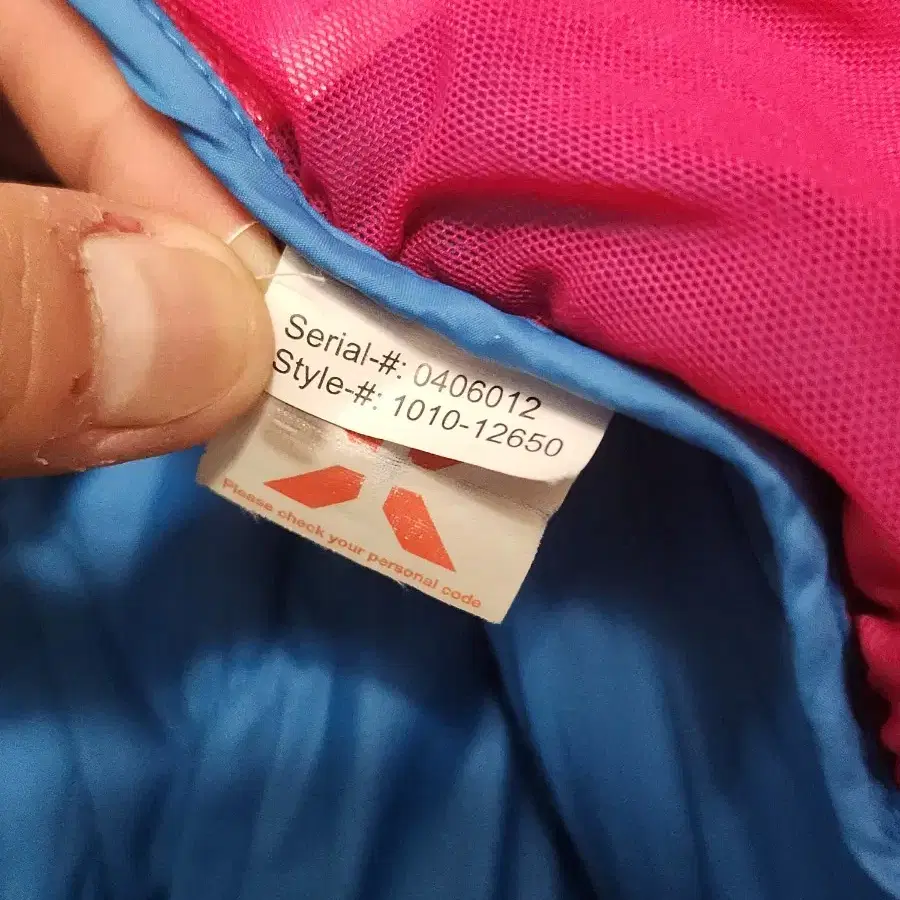 Serial-#: 0406012
Style-#: 1010-12650
Please check your personal code